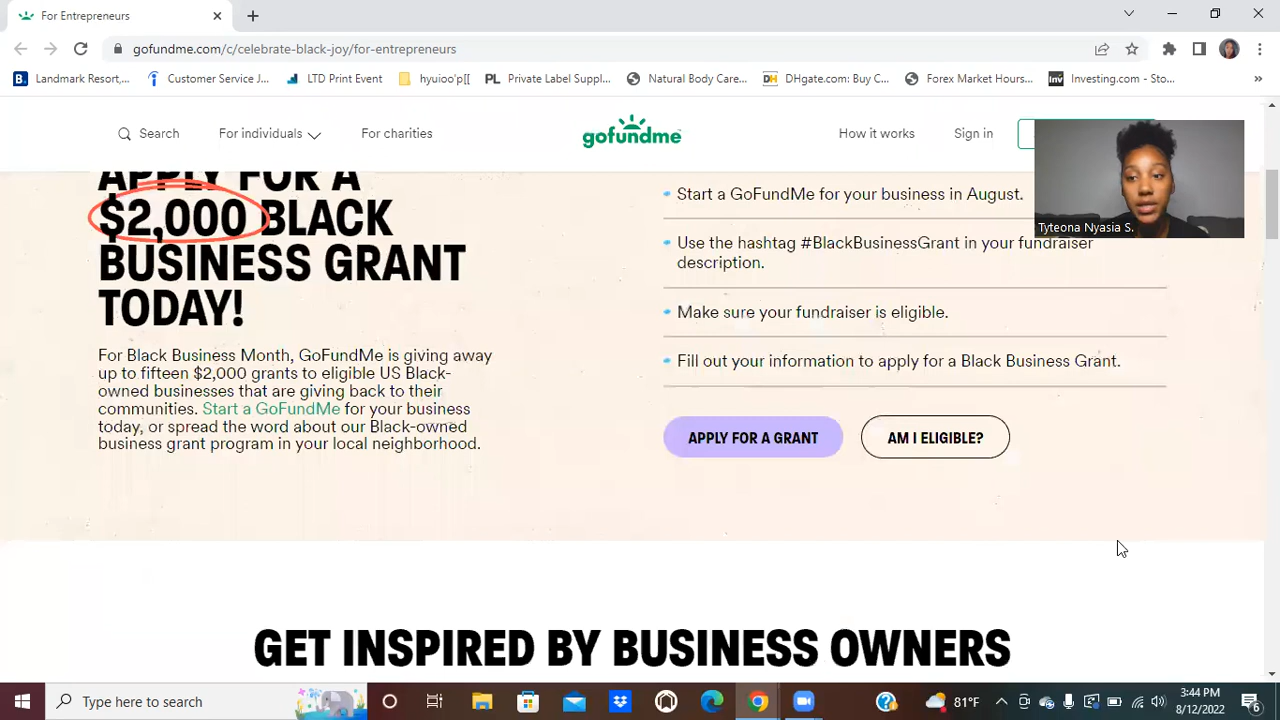 For Entrepreneurs
gofundme.com/c/celebrate-black-joy/for-entrepreneurs
B. Landmark Resort,... Customer Service J... LTD Print Event hyuioo'p[[ PL Private Label Suppl... Natural Body Care... DH DHgate.com: Buy C... Forex Market Hours... Inv Investing.com - Sto... »
Search For individuals For charities gofundme How it works Sign in
Tyteona Nyasia S.
APPLY FOR A
$2,000 BLACK
BUSINESS GRANT
TODAY!
For Black Business Month, GoFundMe is giving away
up to fifteen $2,000 grants to eligible US Black-
owned businesses that are giving back to their
communities. Start a GoFundMe for your business
today, or spread the word about our Black-owned
business grant program in your local neighborhood.
• Start a GoFundMe for your business in August.
• Use the hashtag #BlackBusinessGrant in your fundraiser
description.
• Make sure your fundraiser is eligible.
• Fill out your information to apply for a Black Business Grant.
APPLY FOR A GRANT AM I ELIGIBLE?
GET INSPIRED BY BUSINESS OWNERS
Type here to search 81°F 3:44 PM
8/12/2022 6